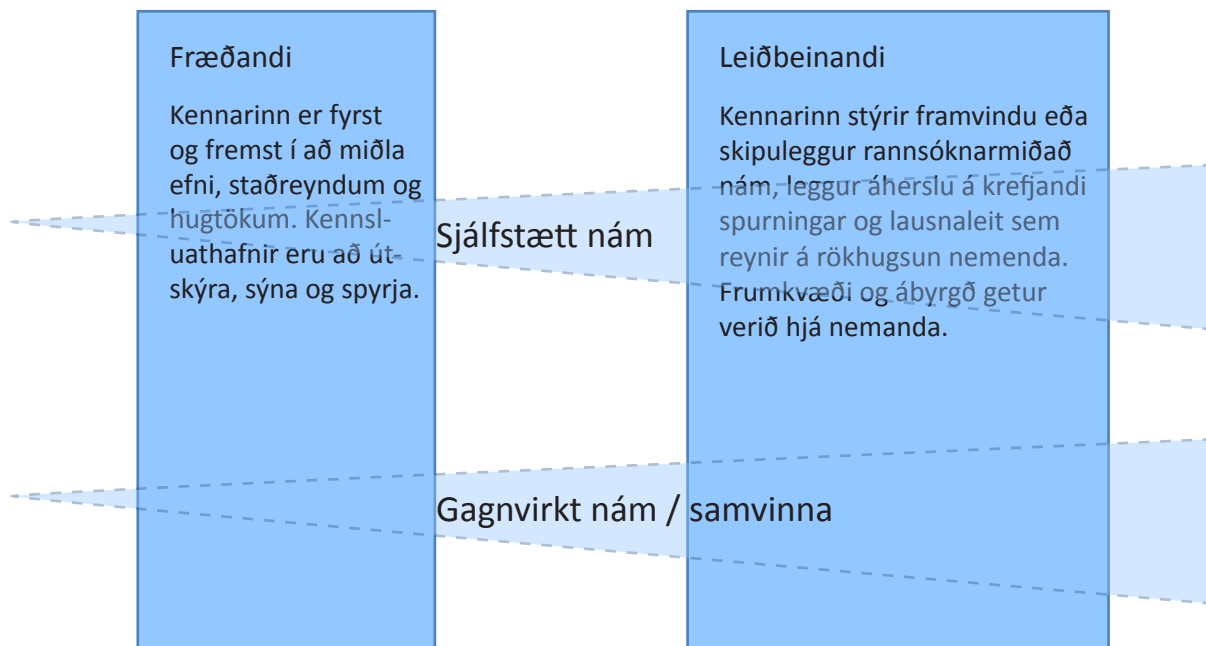 Fræðandi
Kennarinn er fyrst
og fremst í að miðla
efni, staðreyndum og
hugtökum. Kennsl-
uathafnir eru að út-
skýra, sýna og spyrja.
Leiðbeinandi
Kennarinn stýrir framvindu eða
skipuleggur rannsóknarmiðað
nám, leggur áherslu á krefjandi
spurningar og lausnaleit sem
reynir á rökhugsun nemenda.
Frumkvæði og ábyrgð getur
verið hjá nemanda.
Sjálfstætt nám
Gagnvirkt nám / samvinna